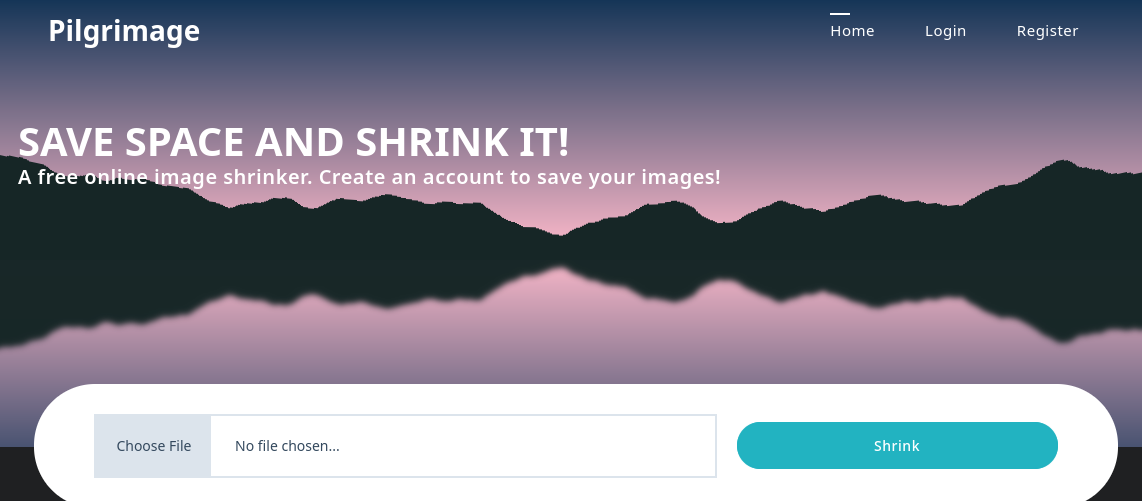 Pilgrimage
Home Login Register
SAVE SPACE AND SHRINK IT!
A free online image shrinker. Create an account to save your images!
Choose File No file chosen...
Shrink